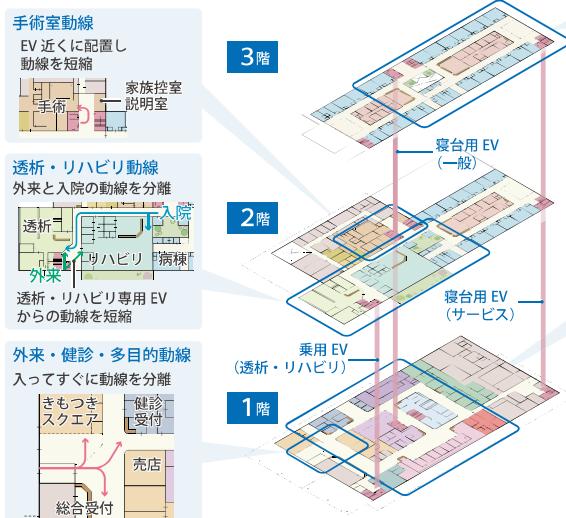 手術室動線
EV 近くに配置し
動線を短縮
手術
家族控室
説明室
透析・リハビリ動線
外来と入院の動線を分離
透析
入院
リハビリ
病棟
外来
透析・リハビリ専用 EV
からの動線を短縮
外来・健診・多目的動線
入ってすぐに動線を分離
きもつき
スクエア
健診
受付
売店
総合受付
3階
寝台用 EV
（一般）
2階
寝台用 EV
（サービス）
乗用 EV
（透析・リハビリ）
1階